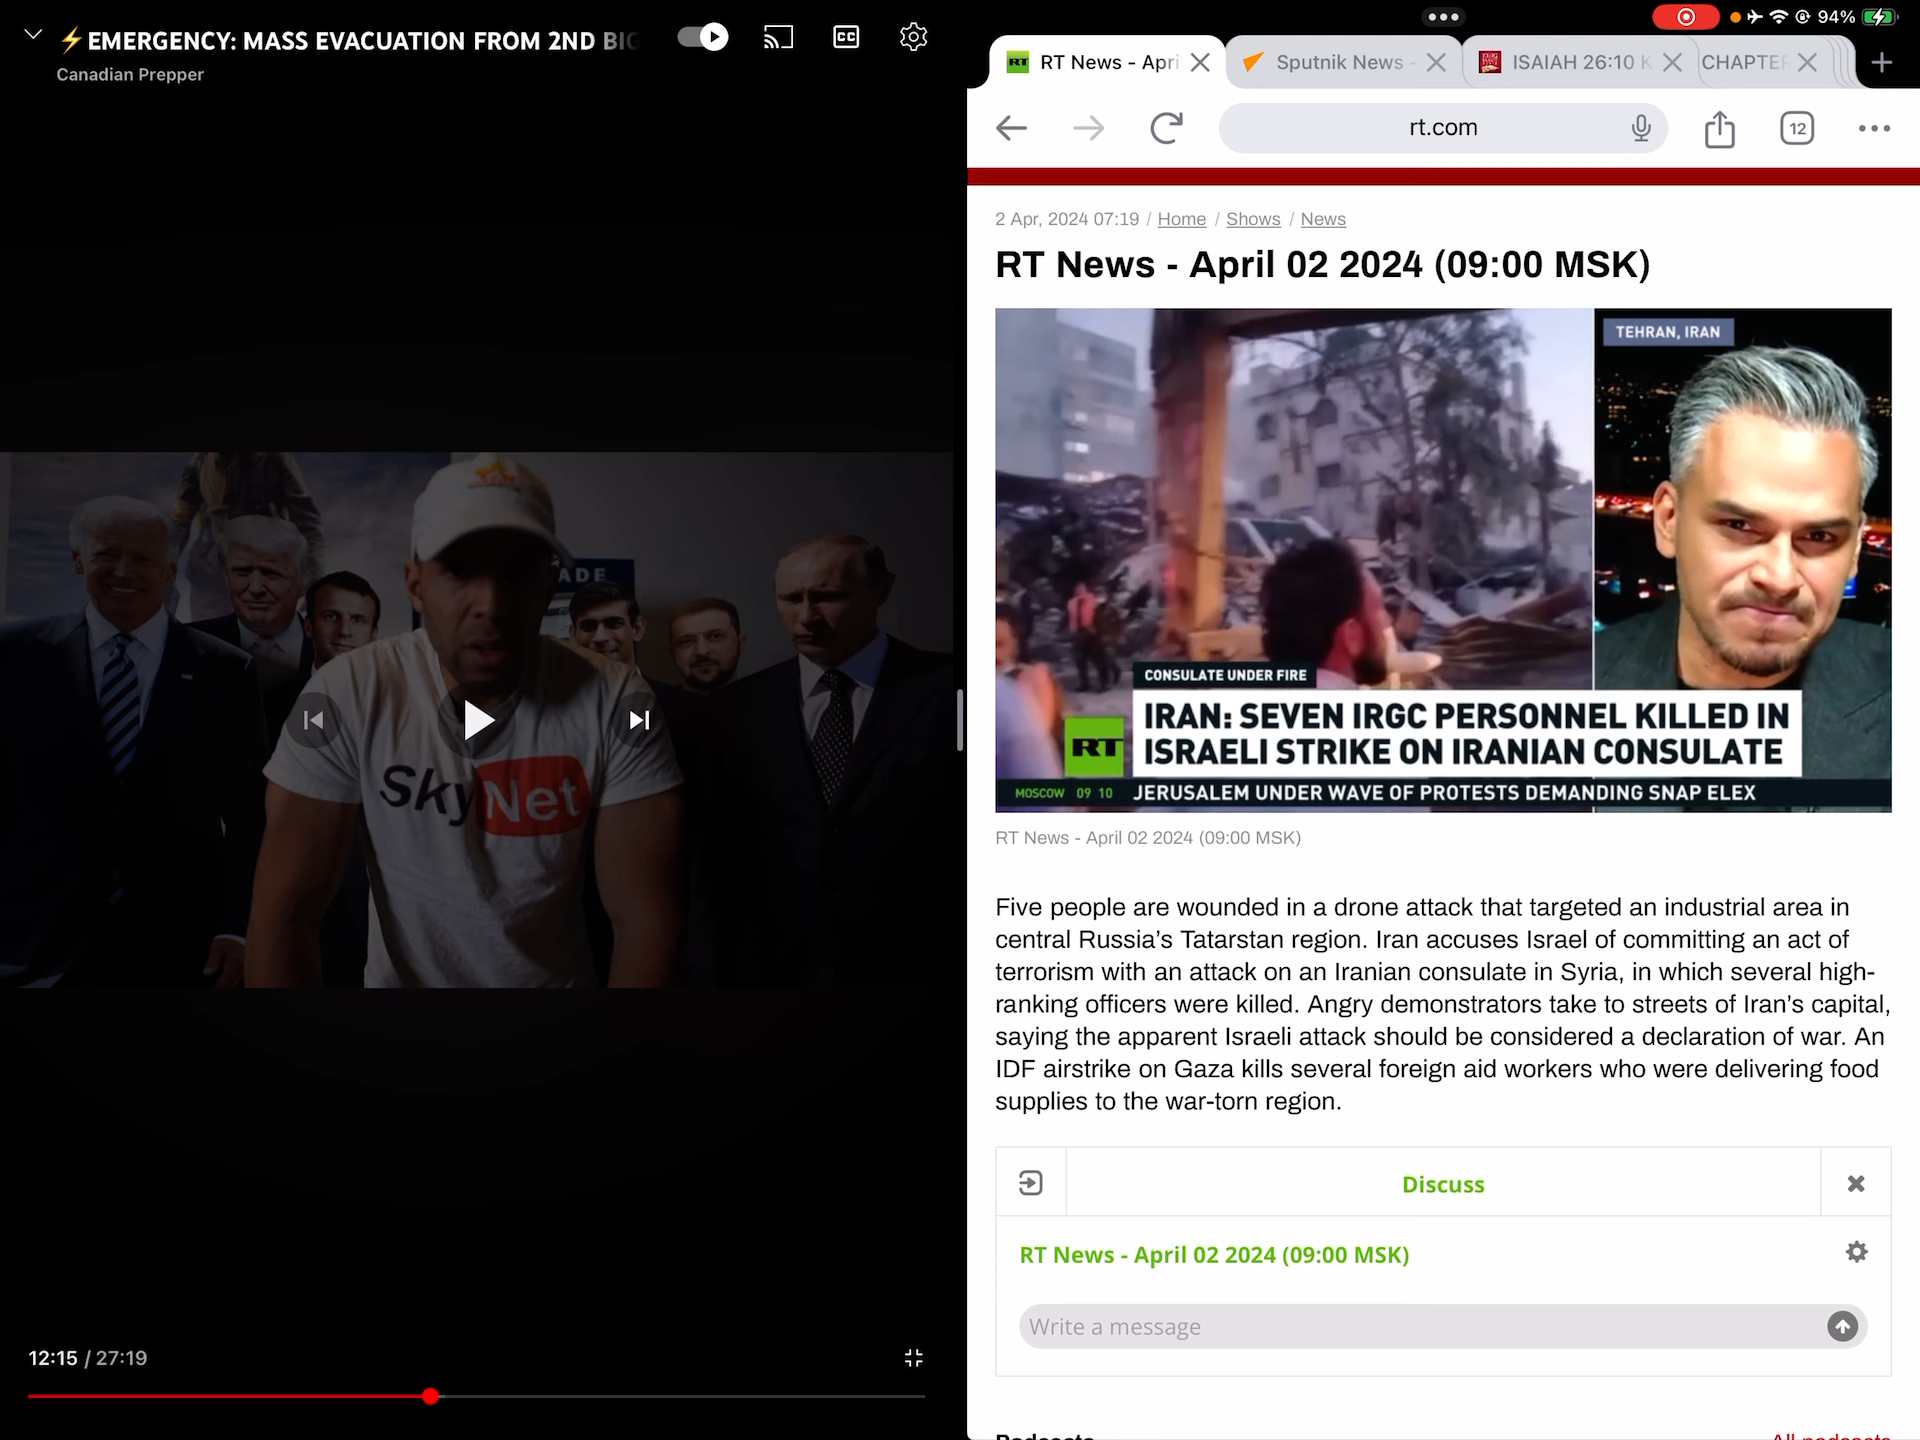 ⚡EMERGENCY: MASS EVACUATION FROM 2ND BIG
Canadian Prepper
CC
ADE
SkyNet
12:15 / 27:19
94%
RT News - Apri
Sputnik News -
ISAIAH 26:10 K
CHAPTER
rt.com
12
2 Apr, 2024 07:19 / Home / Shows / News
RT News - April 02 2024 (09:00 MSK)
TEHRAN, IRAN
CONSULATE UNDER FIRE
RT
IRAN: SEVEN IRGC PERSONNEL KILLED IN
ISRAELI STRIKE ON IRANIAN CONSULATE
MOSCOW 09 10 JERUSALEM UNDER WAVE OF PROTESTS DEMANDING SNAP ELEX
RT News - April 02 2024 (09:00 MSK)
Five people are wounded in a drone attack that targeted an industrial area in
central Russia’s Tatarstan region. Iran accuses Israel of committing an act of
terrorism with an attack on an Iranian consulate in Syria, in which several high-
ranking officers were killed. Angry demonstrators take to streets of Iran’s capital,
saying the apparent Israeli attack should be considered a declaration of war. An
IDF airstrike on Gaza kills several foreign aid workers who were delivering food
supplies to the war-torn region.
Discuss
RT News - April 02 2024 (09:00 MSK)
Write a message
Podcasts
All podcasts